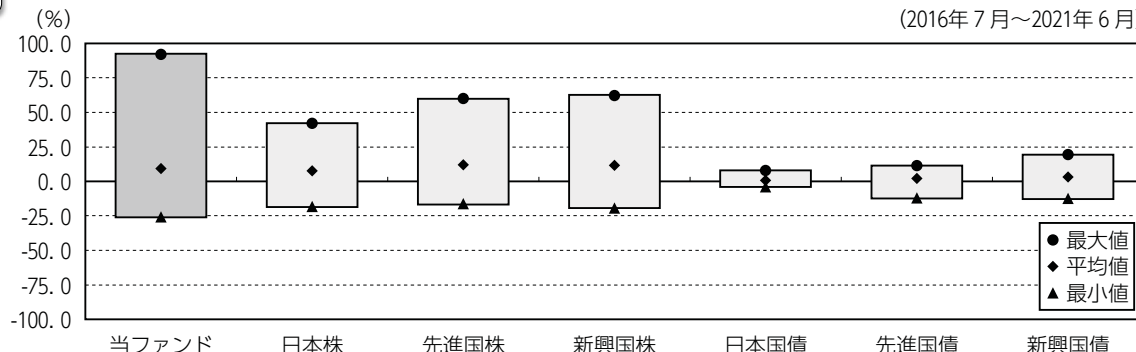 (%)
(2016年7月～2021年6月)
100.0
75.0
50.0
25.0
0.0
-25.0
-50.0
-75.0
-100.0
● 最大値
◆ 平均値
▲ 最小値
当ファンド 日本株 先進国株 新興国株 日本国債 先進国債 新興国債